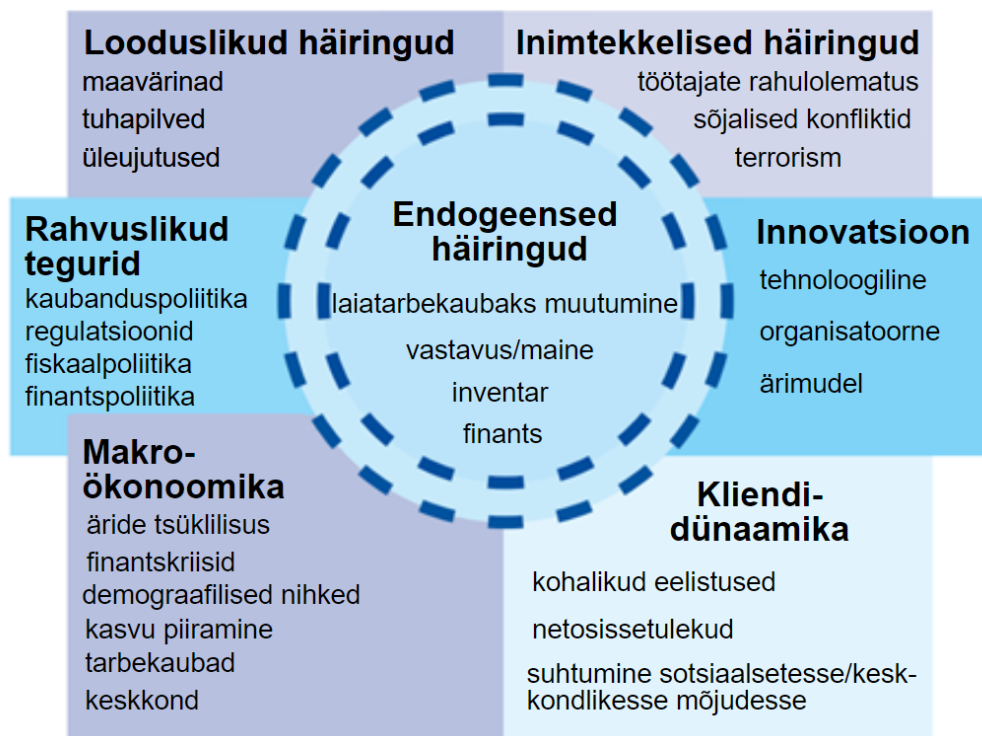 Looduslikud häiringud
maavärinad
tuhapilved
üleujutused
Inimtekkelised häiringud
töötajate rahulolematus
sõjalised konfliktid
terrorism
Rahvuslikud
tegurid
kaubanduspoliitika
regulatsioonid
fiskaalpoliitika
finantspoliitika
Endogeensed
häiringud
laiatarbekaubaks muutumine
vastavus/maine
inventar
finants
Innovatsioon
tehnoloogiline
organisatoorne
ärimudel
Makro-
ökonoomika
äride tsüklilisus
finantskriisid
demograafilised nihked
kasvu piiramine
tarbekaubad
keskkond
Kliendi-
dünaamika
kohalikud eelistused
netosissetulekud
suhtumine sotsiaalsetesse/kesk-
kondlikesse mõjudesse